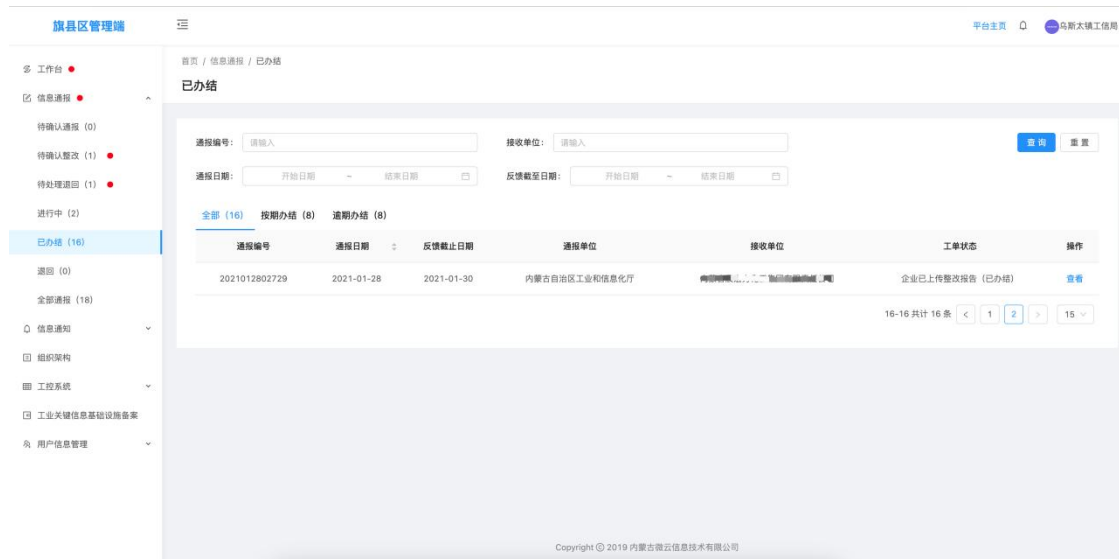 旗县区管理端
平台主页 乌斯太镇工信局
工作台
信息通报
待确认通报 (0)
待确认整改 (1)
待处理退回 (1)
进行中 (2)
已办结 (16)
退回 (0)
全部通报 (18)
信息通知
组织架构
工控系统
工业关键信息基础设施备案
用户信息管理
首页 / 信息通报 / 已办结
已办结
通报编号: 请输入 接收单位: 请输入 查询 重置
通报日期: 开始日期 ~ 结束日期 反馈截至日期: 开始日期 ~ 结束日期
全部 (16) 按期办结 (8) 逾期办结 (8)
通报编号 通报日期 反馈截止日期 通报单位 接收单位 工单状态 操作
2021012802729 2021-01-28 2021-01-30 内蒙古自治区工业和信息化厅 企业已上传整改报告 (已办结) 查看
16-16 共计 16 条 < 1 2 > 15
Copyright © 2019 内蒙古微云信息技术有限公司